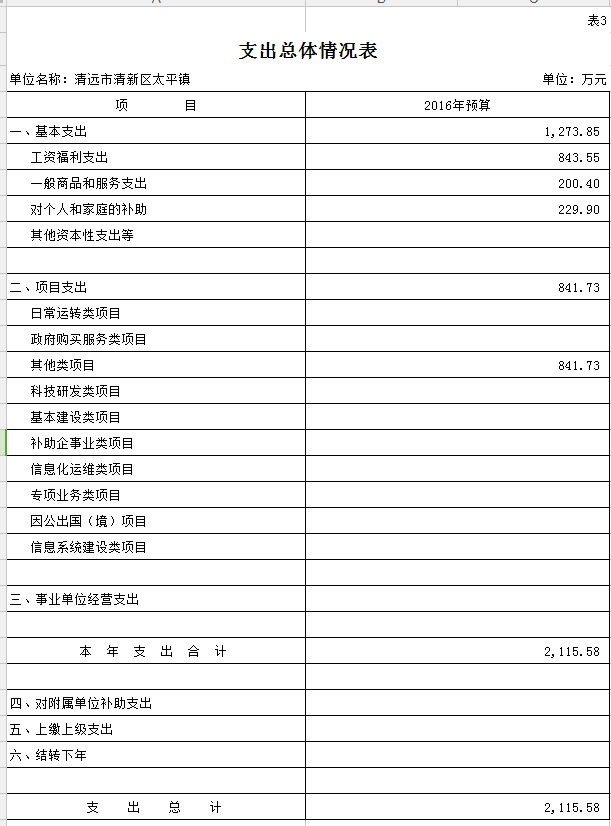 表3
支出总体情况表
单位名称：清远市清新区太平镇 单位：万元
项 目 2016年预算
一、基本支出 1,273.85
工资福利支出 843.55
一般商品和服务支出 200.40
对个人和家庭的补助 229.90
其他资本性支出等
二、项目支出 841.73
日常运转类项目
政府购买服务类项目
其他类项目 841.73
科技研发类项目
基本建设类项目
补助企事业类项目
信息化运维类项目
专项业务类项目
因公出国（境）项目
信息系统建设类项目
三、事业单位经营支出
本 年 支 出 合 计 2,115.58
四、对附属单位补助支出
五、上缴上级支出
六、结转下年
支 出 总 计 2,115.58